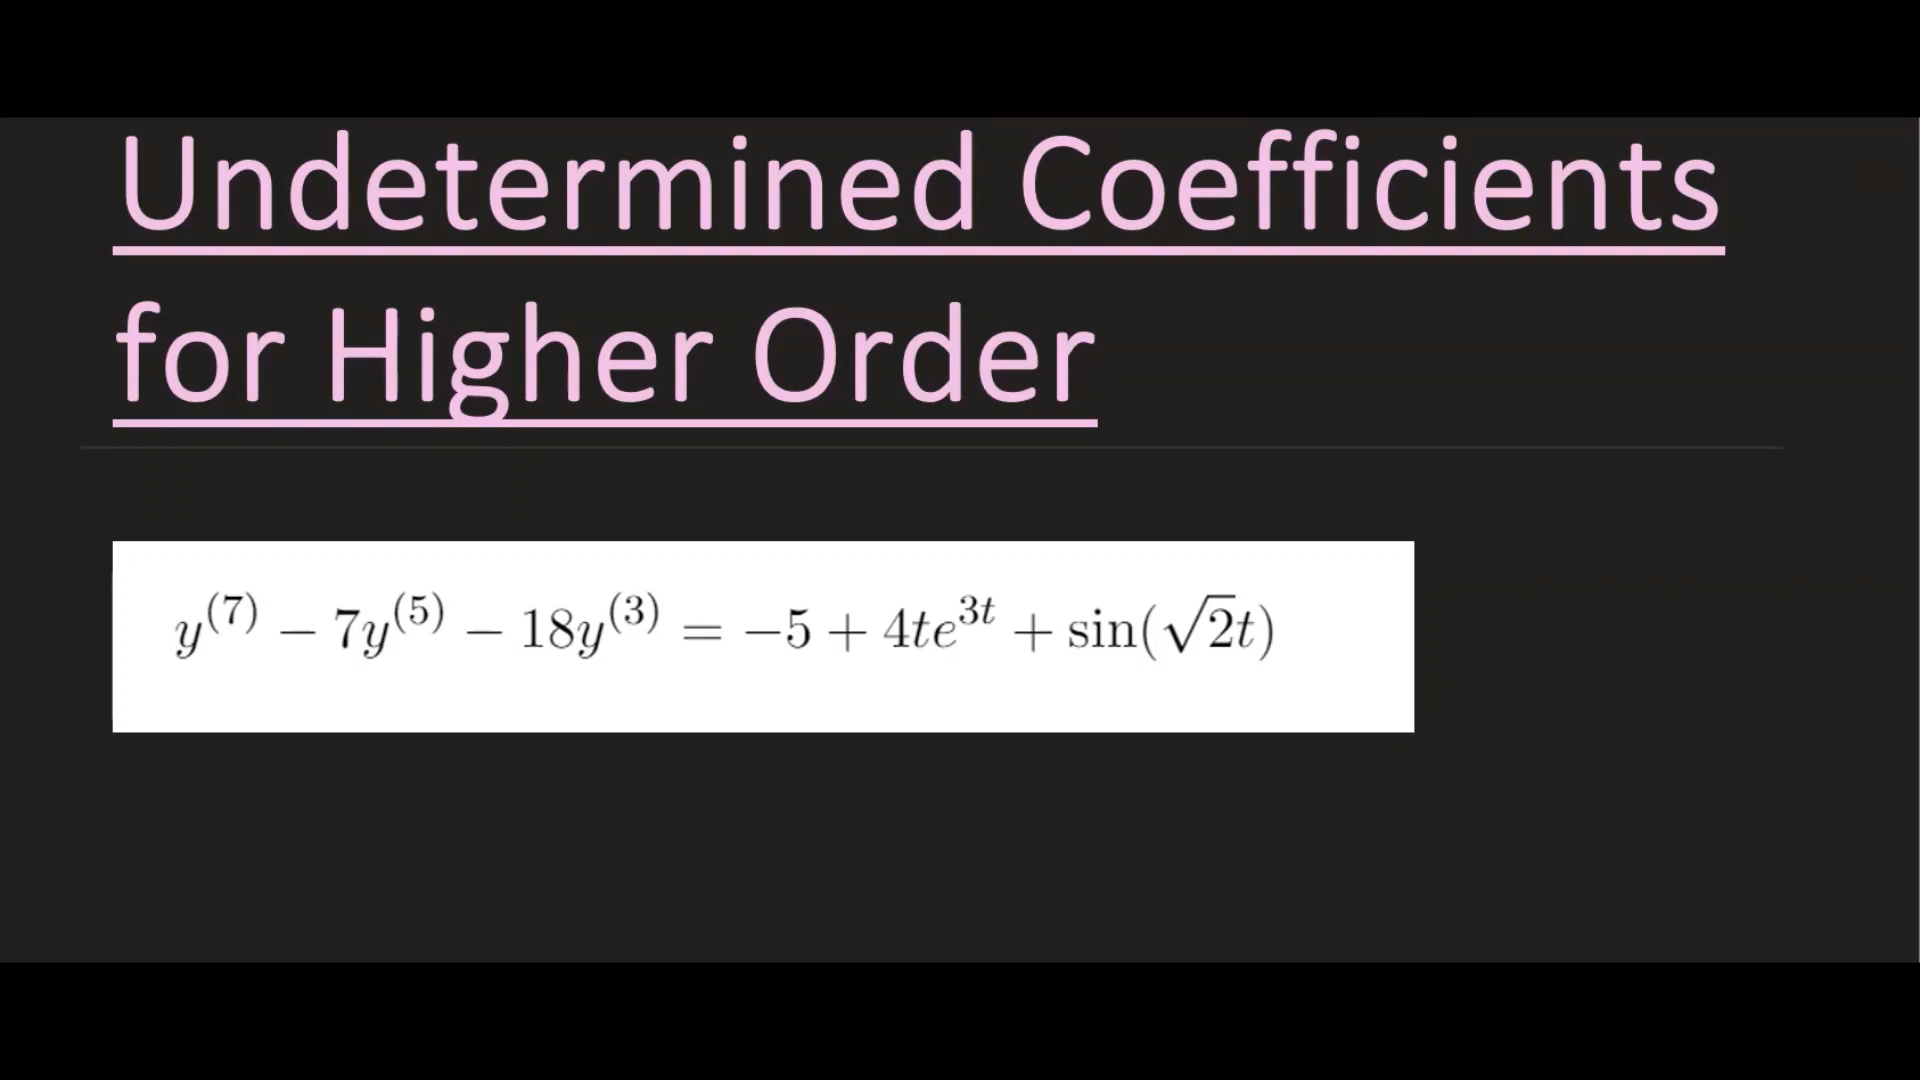 Undetermined Coefficients
for Higher Order
y^{(7)} − 7y^{(5)} − 18y^{(3)} = −5 + 4te^{3t} + sin(√2t)